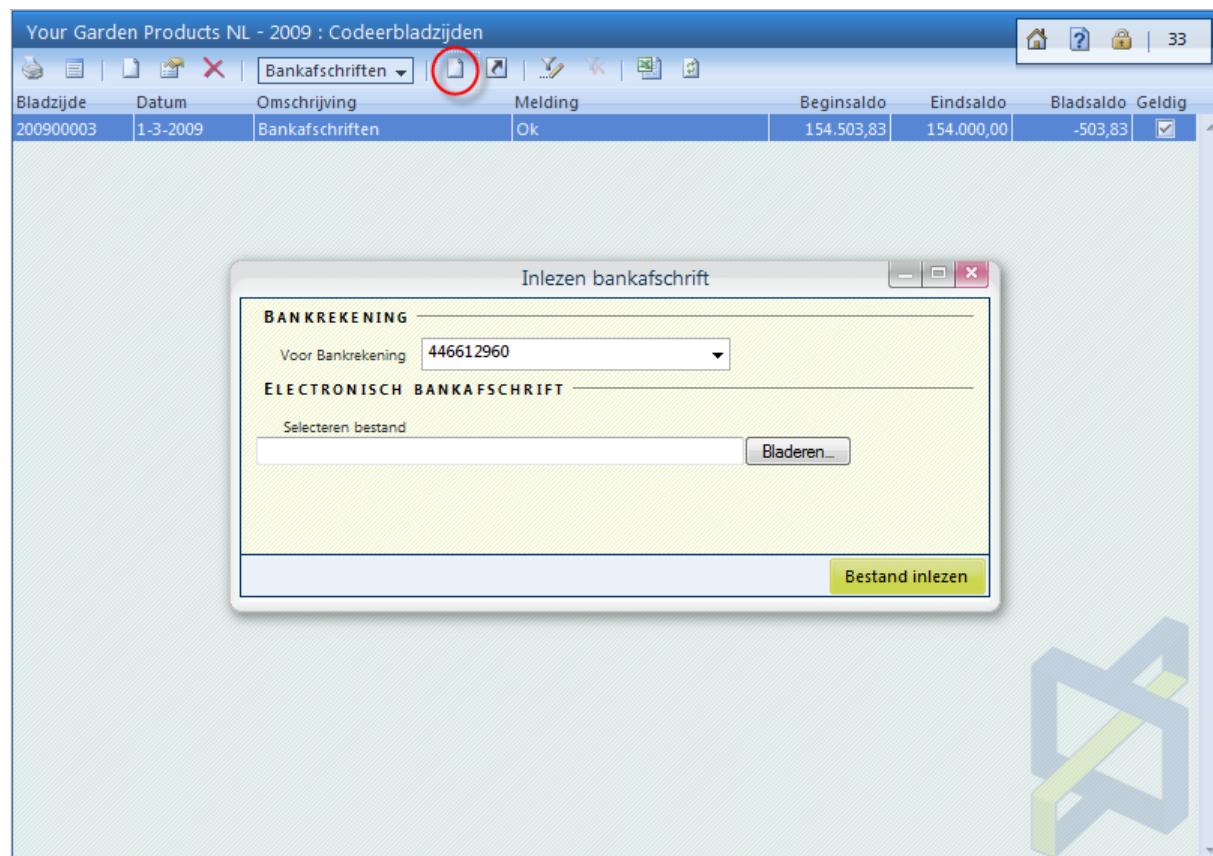 Your Garden Products NL - 2009 : Codeerbladzijden
33
Bankafschriften
Bladzijde Datum Omschrijving Melding Beginsaldo Eindsaldo Bladsaldo Geldig
200900003 1-3-2009 Bankafschriften Ok 154.503,83 154.000,00 -503,83
Inlezen bankafschrift
BANKREKENING
Voor Bankrekening 446612960
ELECTRONISCH BANKAFSCHRIFT
Selecteren bestand
Bladeren...
Bestand inlezen